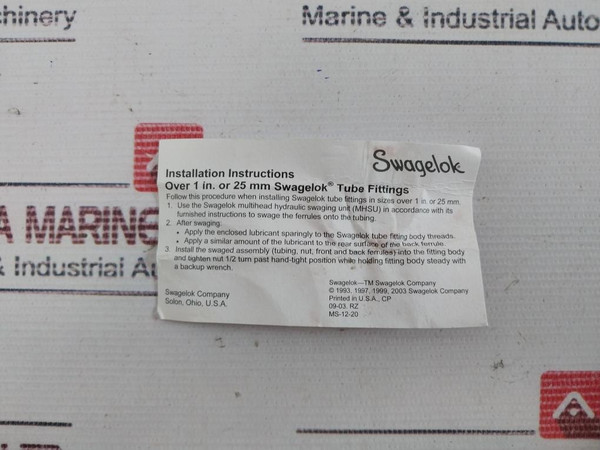 chinery
Marine & Industrial Auto
Swagelok
Installation Instructions
Over 1 in. or 25 mm Swagelok® Tube Fittings
Follow this procedure when installing Swagelok tube fittings in sizes over 1 in. or 25 mm.
1. Use the Swagelok multihead hydraulic swaging unit (MHSU) in accordance with its
furnished instructions to swage the ferrules onto the tubing.
2. After swaging:
• Apply the enclosed lubricant sparingly to the Swagelok tube fitting body threads.
• Apply a similar amount of the lubricant to the rear surface of the back ferrule.
3. Install the swaged assembly (tubing, nut, front and back ferrules) into the fitting body
and tighten nut 1/2 turn past hand-tight position while holding fitting body steady with
a backup wrench.
Swagelok Company
Solon, Ohio, U.S.A.
Swagelok—TM Swagelok Company
© 1993, 1997, 1999, 2003 Swagelok Company
Printed in U.S.A., CP
09-03, RZ
MS-12-20
A MARINE
& Industrial Au